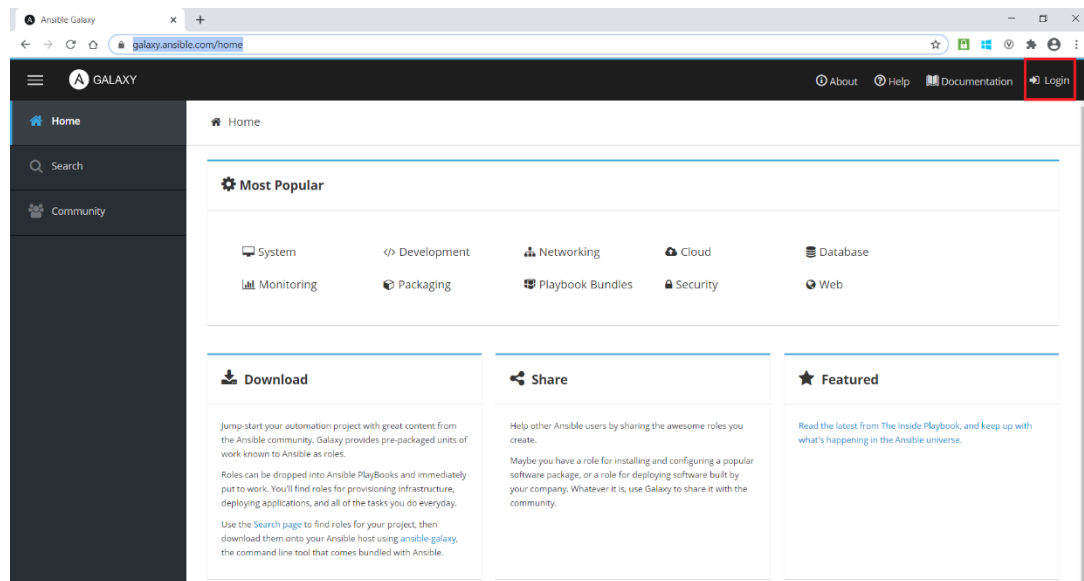 Ansible Galaxy
galaxy.ansible.com/home
GALAXY
About Help Documentation Login
Home
Search
Community
Home
Most Popular
System Development Networking Cloud Database
Monitoring Packaging Playbook Bundles Security Web
Download
Jump-start your automation project with great content from
the Ansible community. Galaxy provides pre-packaged units of
work known to Ansible as roles.
Roles can be dropped into Ansible PlayBooks and immediately
put to work. You'll find roles for provisioning infrastructure,
deploying applications, and all of the tasks you do everyday.
Use the Search page to find roles for your project, then
download them onto your Ansible host using ansible-galaxy,
the command line tool that comes bundled with Ansible.
Share
Help other Ansible users by sharing the awesome roles you
create.
Maybe you have a role for installing and configuring a popular
software package, or a role for deploying software built by
your company. Whatever it is, use Galaxy to share it with the
community.
Featured
Read the latest from The Inside Playbook, and keep up with
what's happening in the Ansible universe.